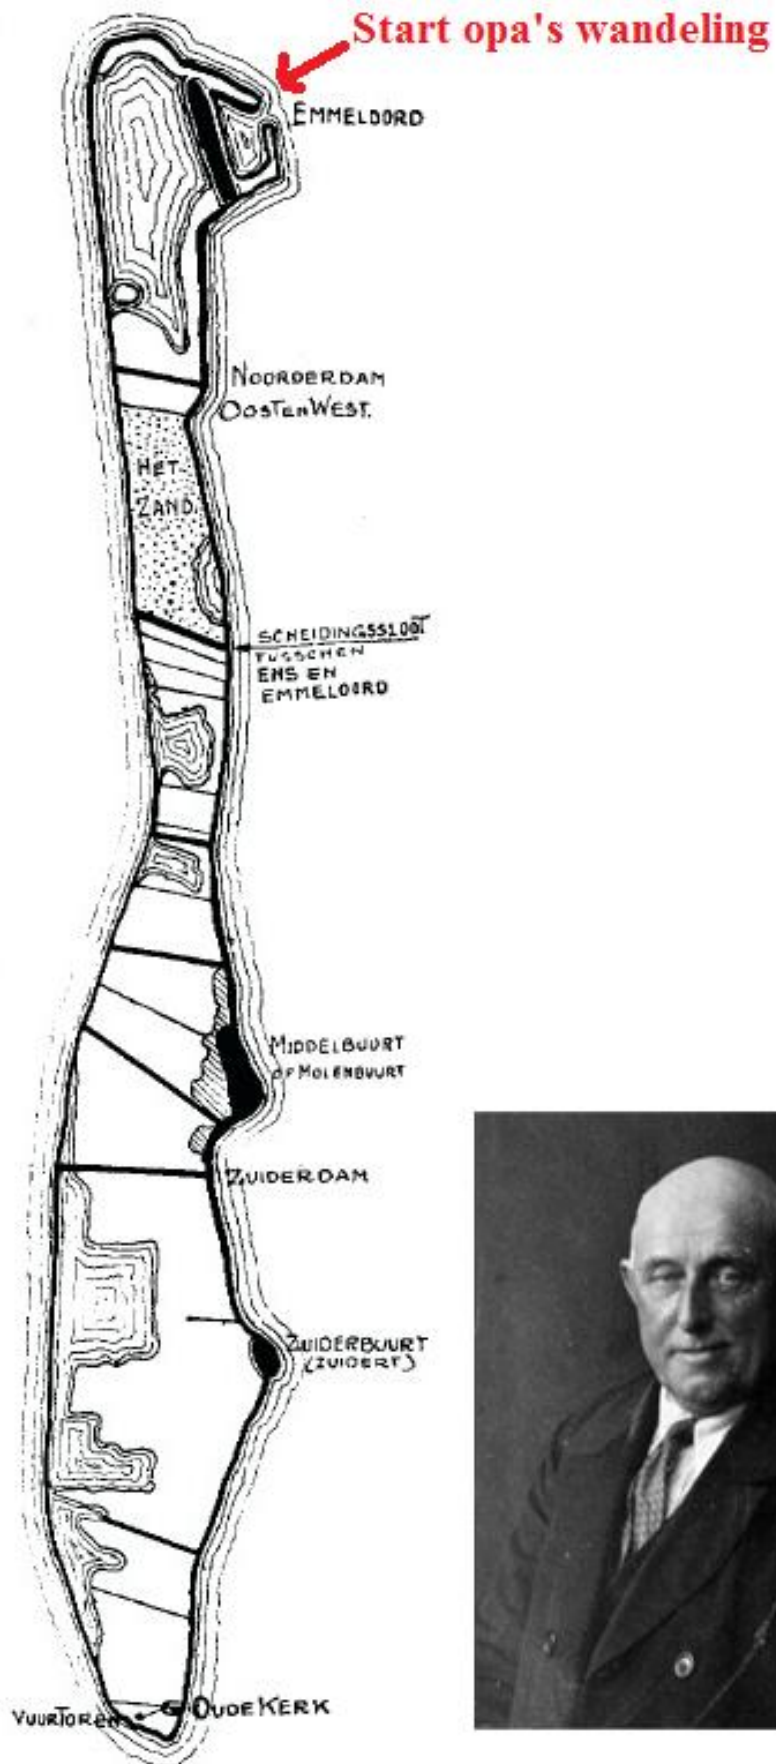 Start opa's wandeling
EMMELOORD
NOORDERDAM
OOSTENWEST.
HET
ZAND.
SCHEIDINGSSLOOT
TUSSCHEN
ENS EN
EMMELOORD
MIDDELBUURT
OF MOLENBUURT
ZUIDERDAM
ZUIDERBUURT
(ZUIDERT)
VUURTOREN
OUDE KERK